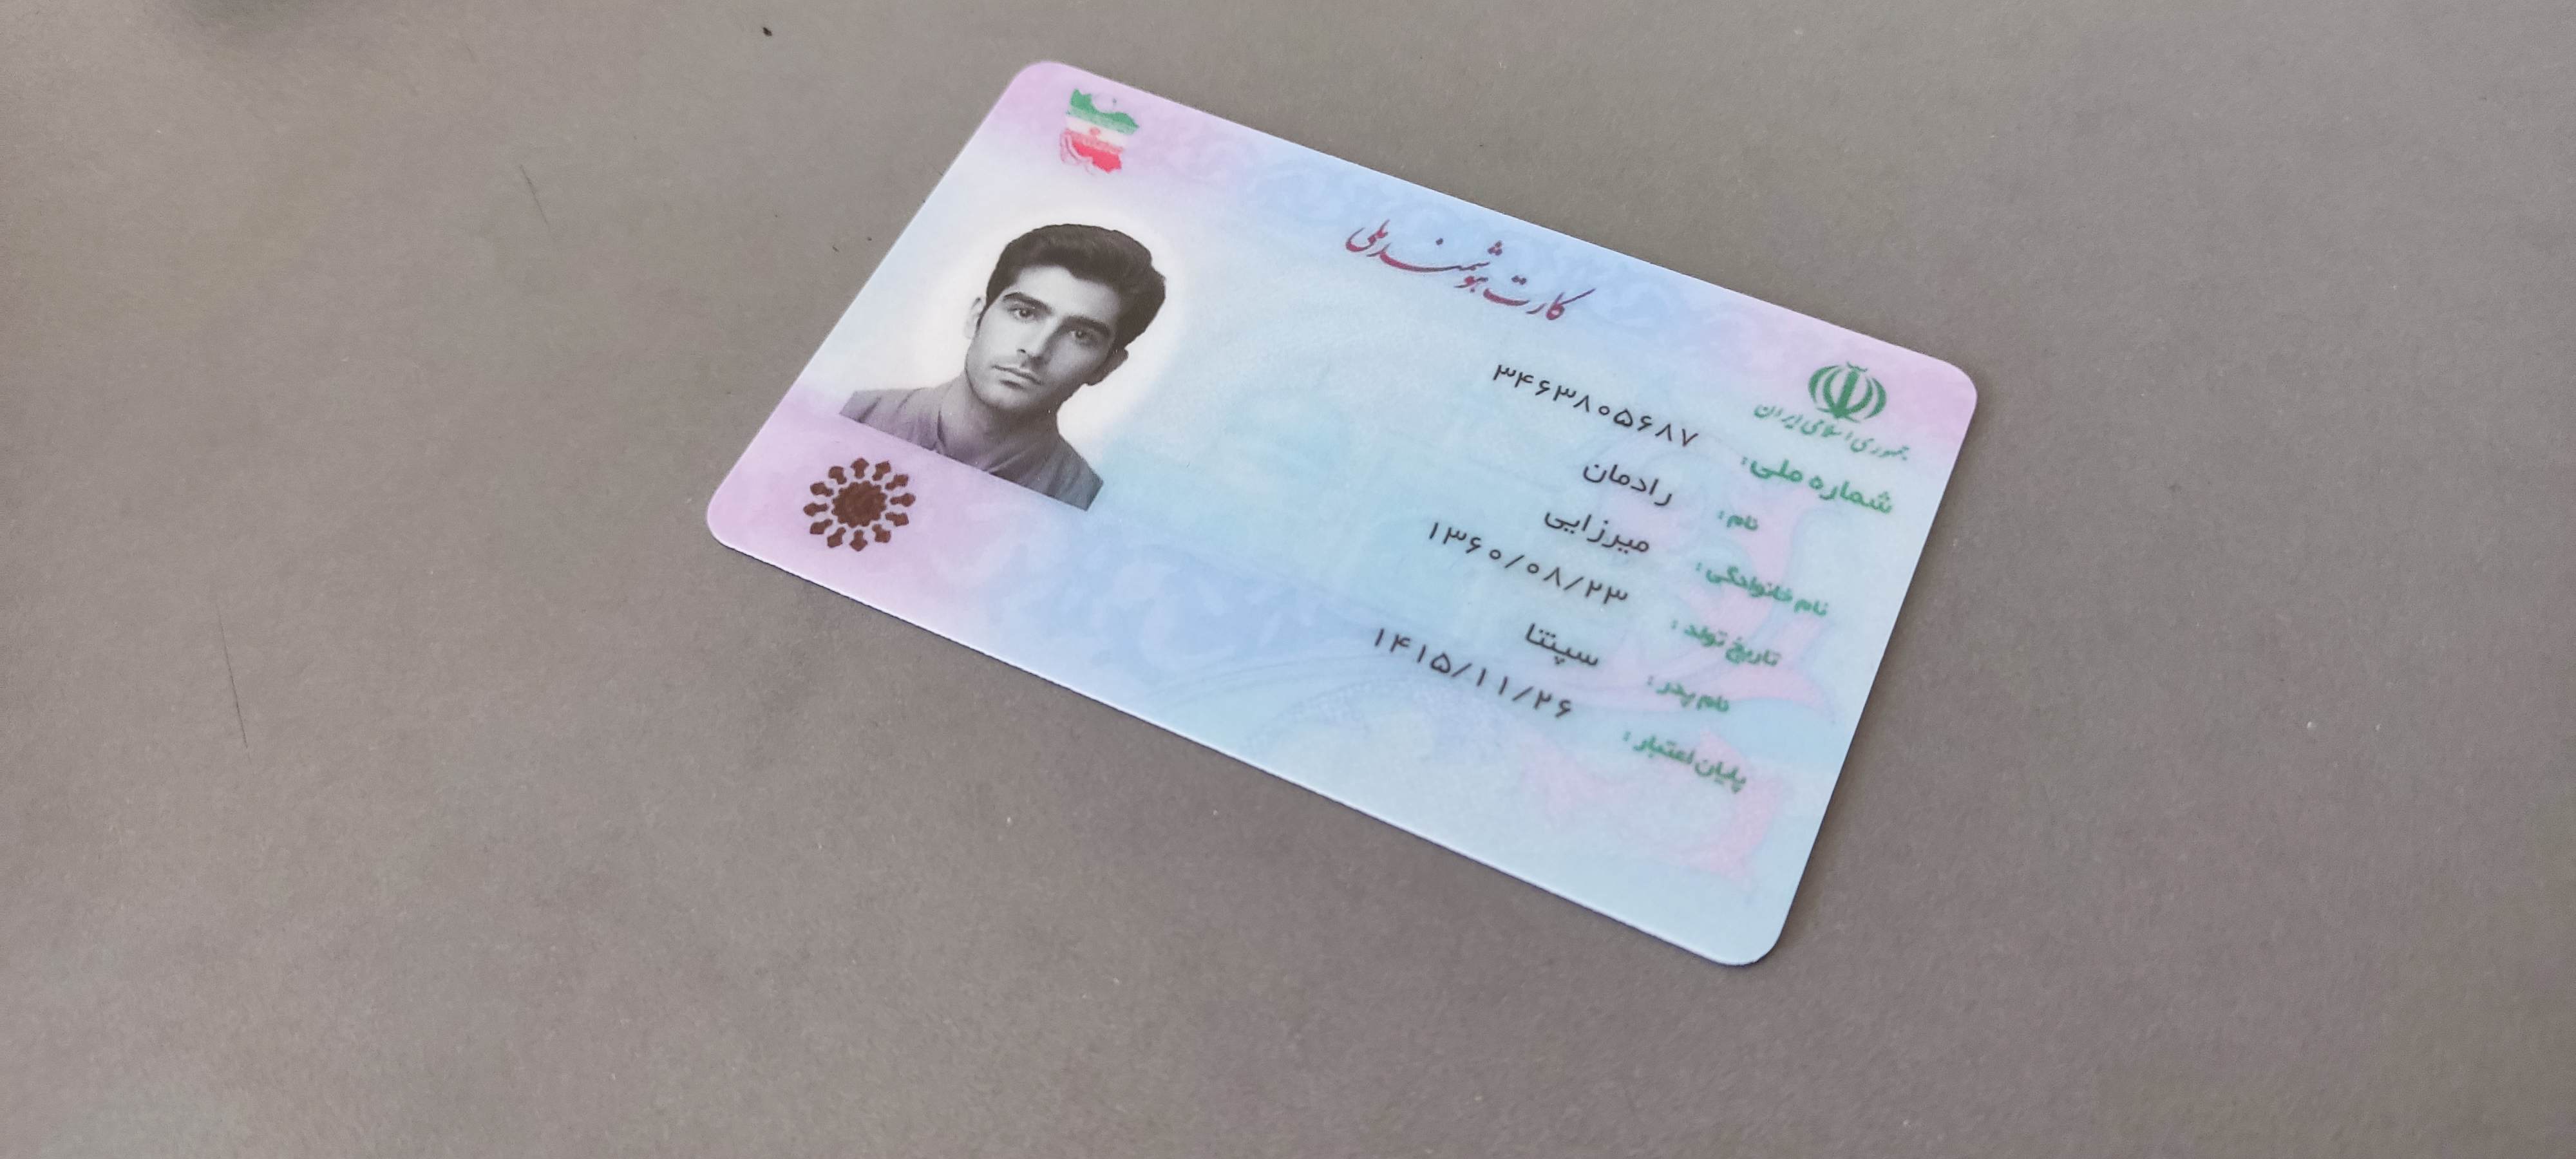 کارت هوشمند ملی
جمهوری اسلامی ایران
شماره ملی: ۳۴۶۳۸۰۵۶۸۷
نام: رادمان
نام خانوادگی: میرزایی
تاریخ تولد: ۱۳۶۰/۰۸/۲۳
نام پدر: سپنتا
پایان اعتبار: ۱۴۱۵/۱۱/۲۶